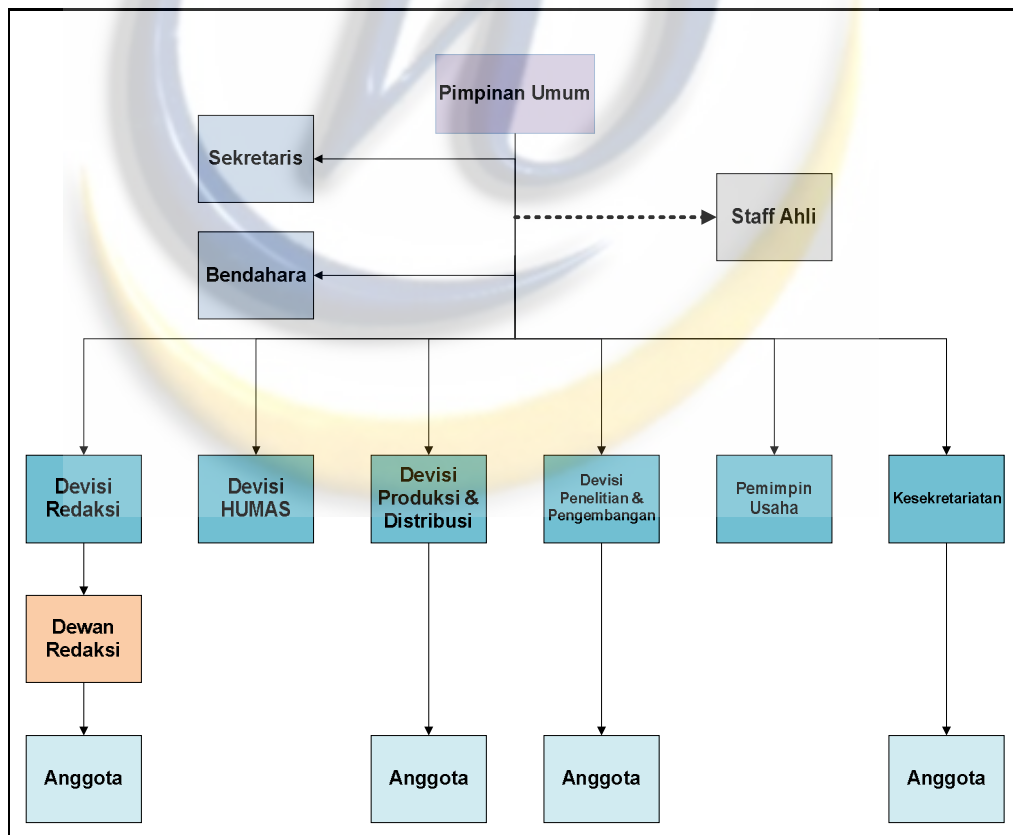 Pimpinan Umum
Sekretaris
Staff Ahli
Bendahara
Devisi
Redaksi
Devisi
HUMAS
Devisi
Produksi &
Distribusi
Devisi
Penelitian &
Pengembangan
Pemimpin
Usaha
Kesekretariatan
Dewan
Redaksi
Anggota
Anggota
Anggota
Anggota